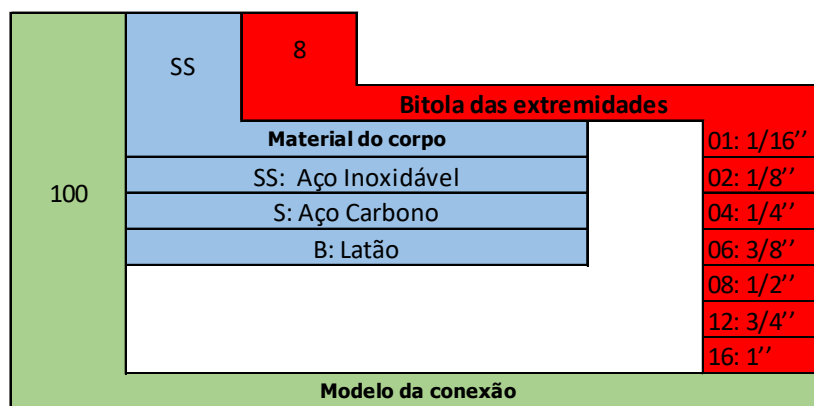 SS
8
Bitola das extremidades
Material do corpo
01: 1/16’’
SS:  Aço Inoxidável
02: 1/8’’
100
S: Aço Carbono
04: 1/4’’
B: Latão
06: 3/8’’
08: 1/2’’
12: 3/4’’
16: 1’’
Modelo da conexão